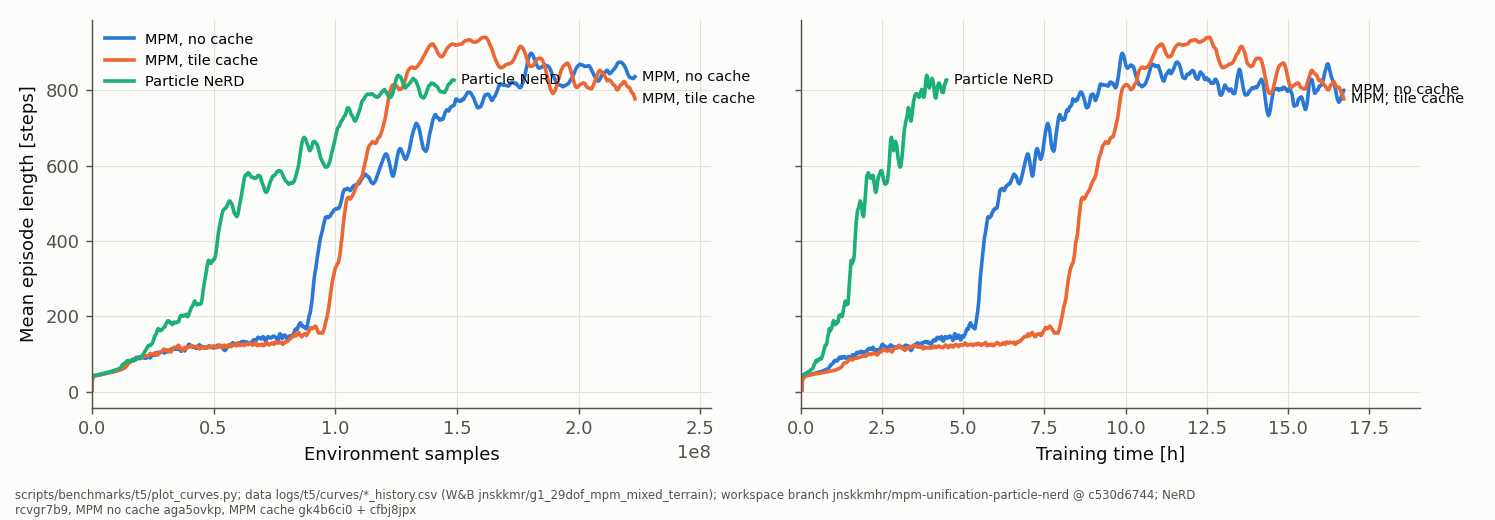 MPM, no cache
MPM, tile cache
Particle NeRD
Mean episode length [steps]
800
600
400
200
0
Particle NeRD
MPM, no cache
MPM, tile cache
0.0 0.5 1.0 1.5 2.0 2.5
1e8
Environment samples
Particle NeRD
MPM, no cache
MPM, tile cache
0.0 2.5 5.0 7.5 10.0 12.5 15.0 17.5
Training time [h]
scripts/benchmarks/t5/plot_curves.py; data logs/t5/curves/*_history.csv (W&B jnskkmr/g1_29dof_mpm_mixed_terrain); workspace branch jnskkmhr/mpm-unification-particle-nerd @ c530d6744; NeRD
rcvgr7b9, MPM no cache aga5ovkp, MPM cache gk4b6ci0 + cfbj8jpx